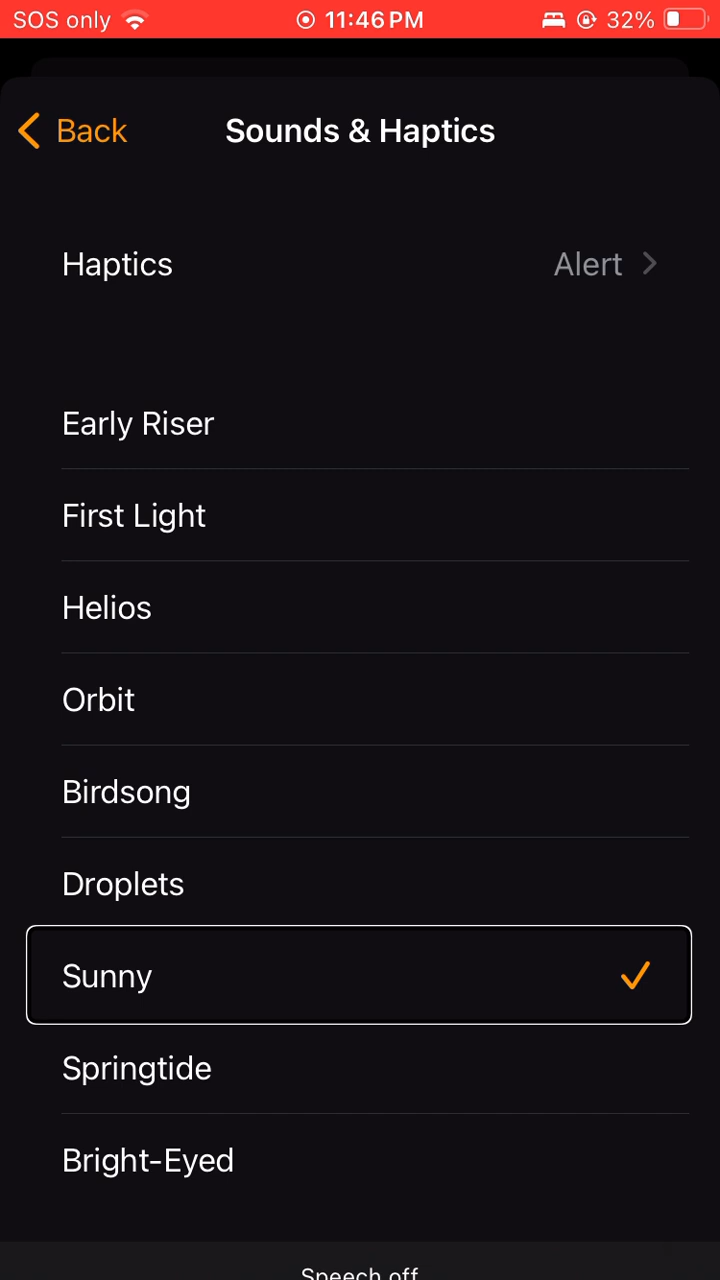 SOS only 11:46 PM 32%
Back Sounds & Haptics
Haptics Alert
Early Riser
First Light
Helios
Orbit
Birdsong
Droplets
Sunny
Springtide
Bright-Eyed
Speech off